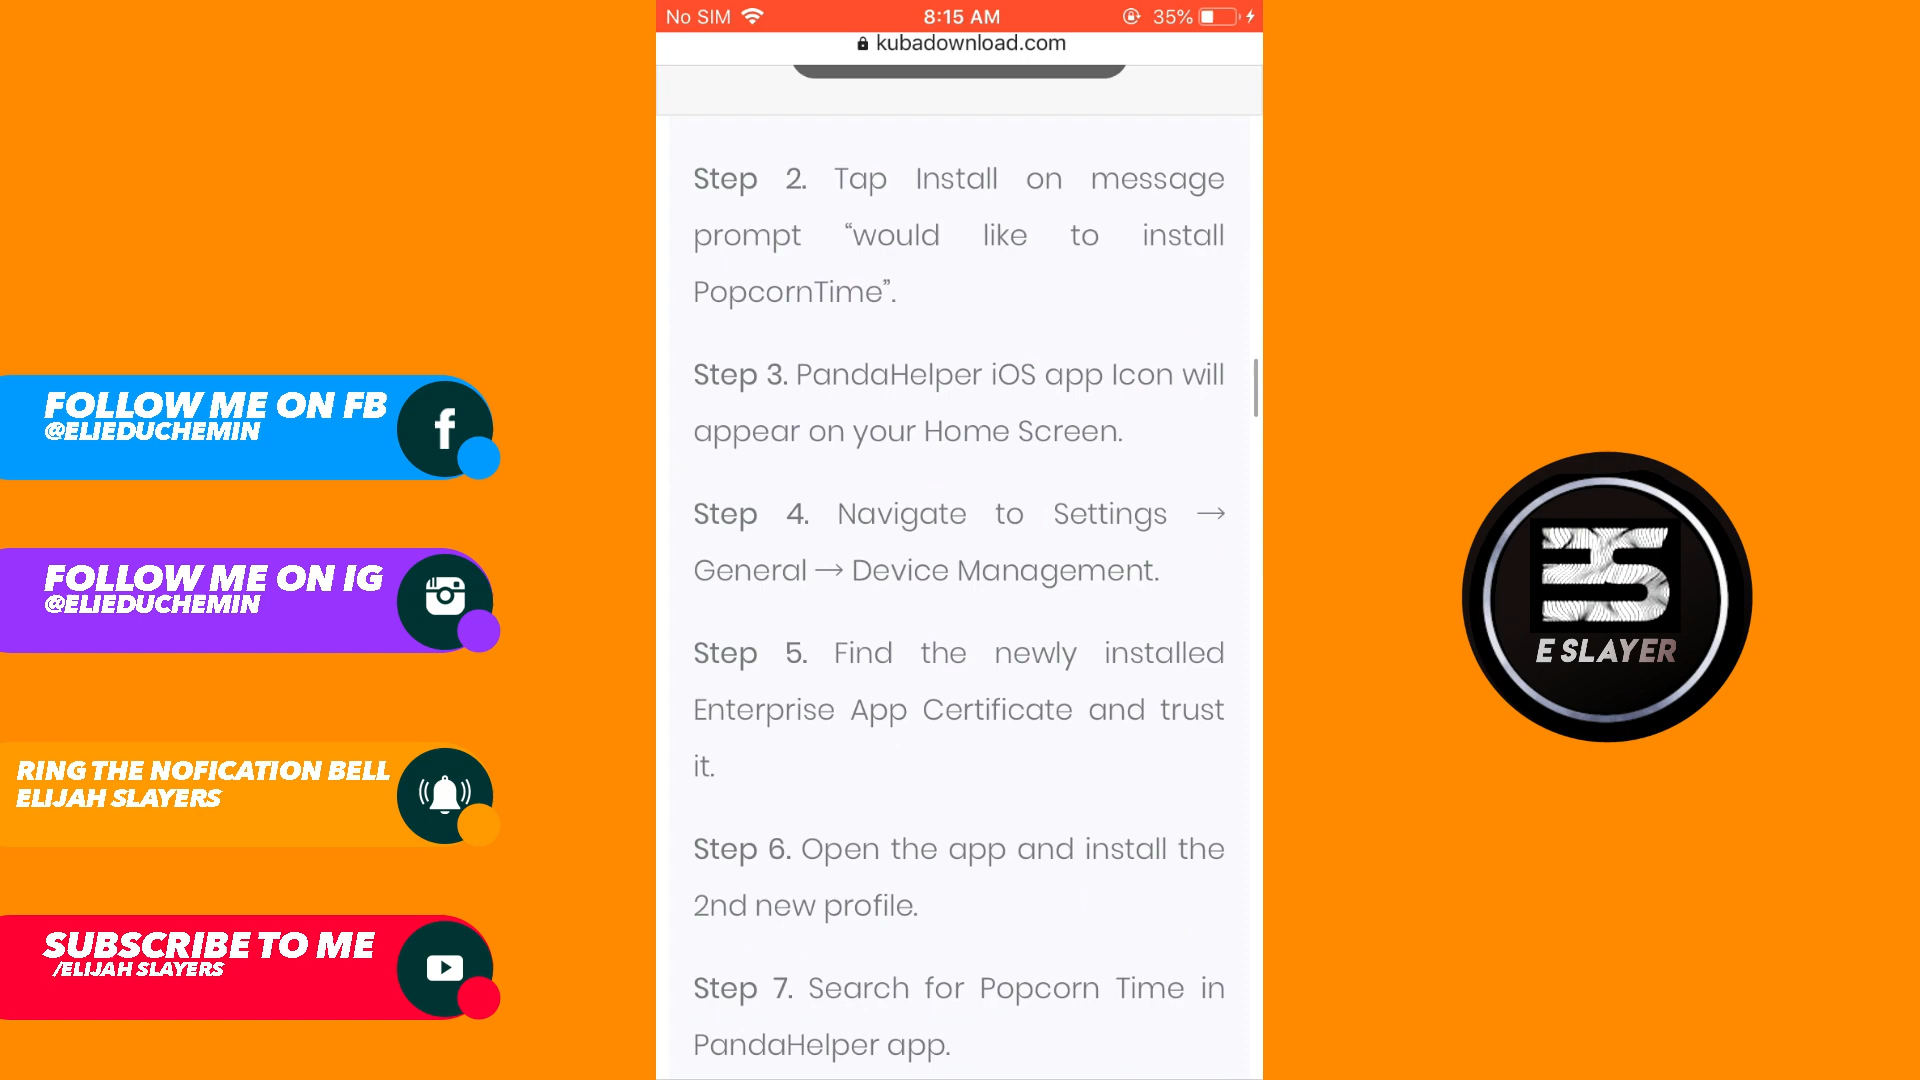 No SIM 8:15 AM 35%
kubadownload.com
Step 2. Tap Install on message
prompt “would like to install
PopcornTime”.
Step 3. PandaHelper iOS app Icon will
appear on your Home Screen.
Step 4. Navigate to Settings →
General → Device Management.
Step 5. Find the newly installed
Enterprise App Certificate and trust
it.
Step 6. Open the app and install the
2nd new profile.
Step 7. Search for Popcorn Time in
PandaHelper app.
FOLLOW ME ON FB
@ELIEDUCHEMIN
FOLLOW ME ON IG
@ELIEDUCHEMIN
RING THE NOFICATION BELL
ELIJAH SLAYERS
SUBSCRIBE TO ME
/ELIJAH SLAYERS
E SLAYER